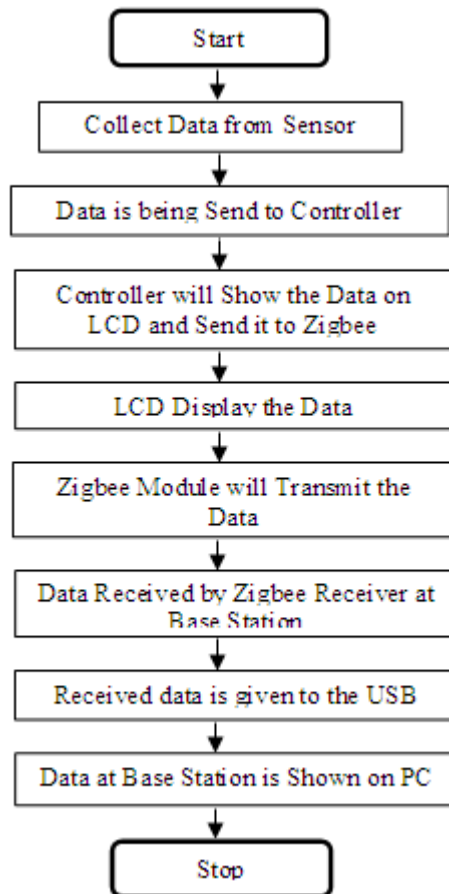 Start
Collect Data from Sensor
Data is being Send to Controller
Controller will Show the Data on
LCD and Send it to Zigbee
LCD Display the Data
Zigbee Module will Transmit the
Data
Data Received by Zigbee Receiver at
Base Station
Received data is given to the USB
Data at Base Station is Shown on PC
Stop